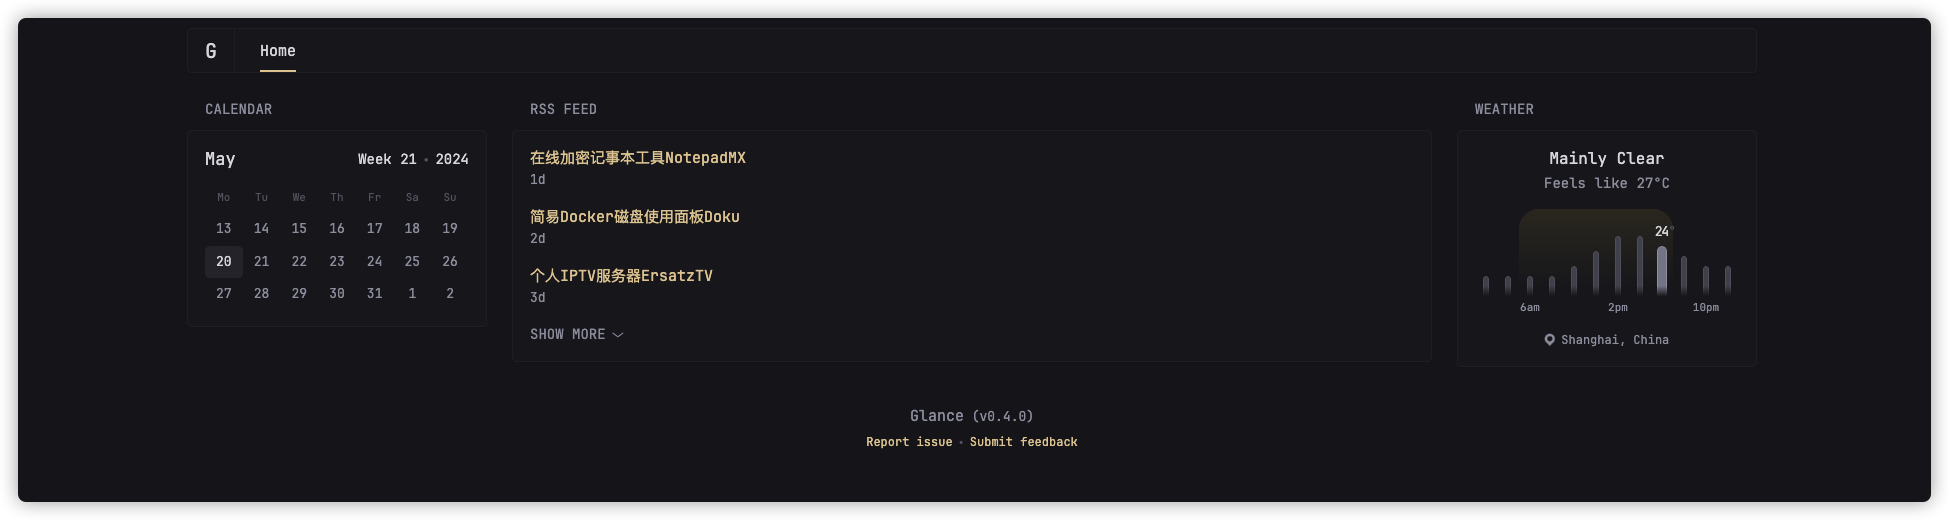 G Home
CALENDAR
May Week 21 • 2024
Mo Tu We Th Fr Sa Su
13 14 15 16 17 18 19
20 21 22 23 24 25 26
27 28 29 30 31 1 2
RSS FEED
在线加密记事本工具NotepadMX
1d
简易Docker磁盘使用面板Doku
2d
个人IPTV服务器ErsatzTV
3d
SHOW MORE
WEATHER
Mainly Clear
Feels like 27°C
24°
6am 2pm 10pm
Shanghai, China
Glance (v0.4.0)
Report issue • Submit feedback